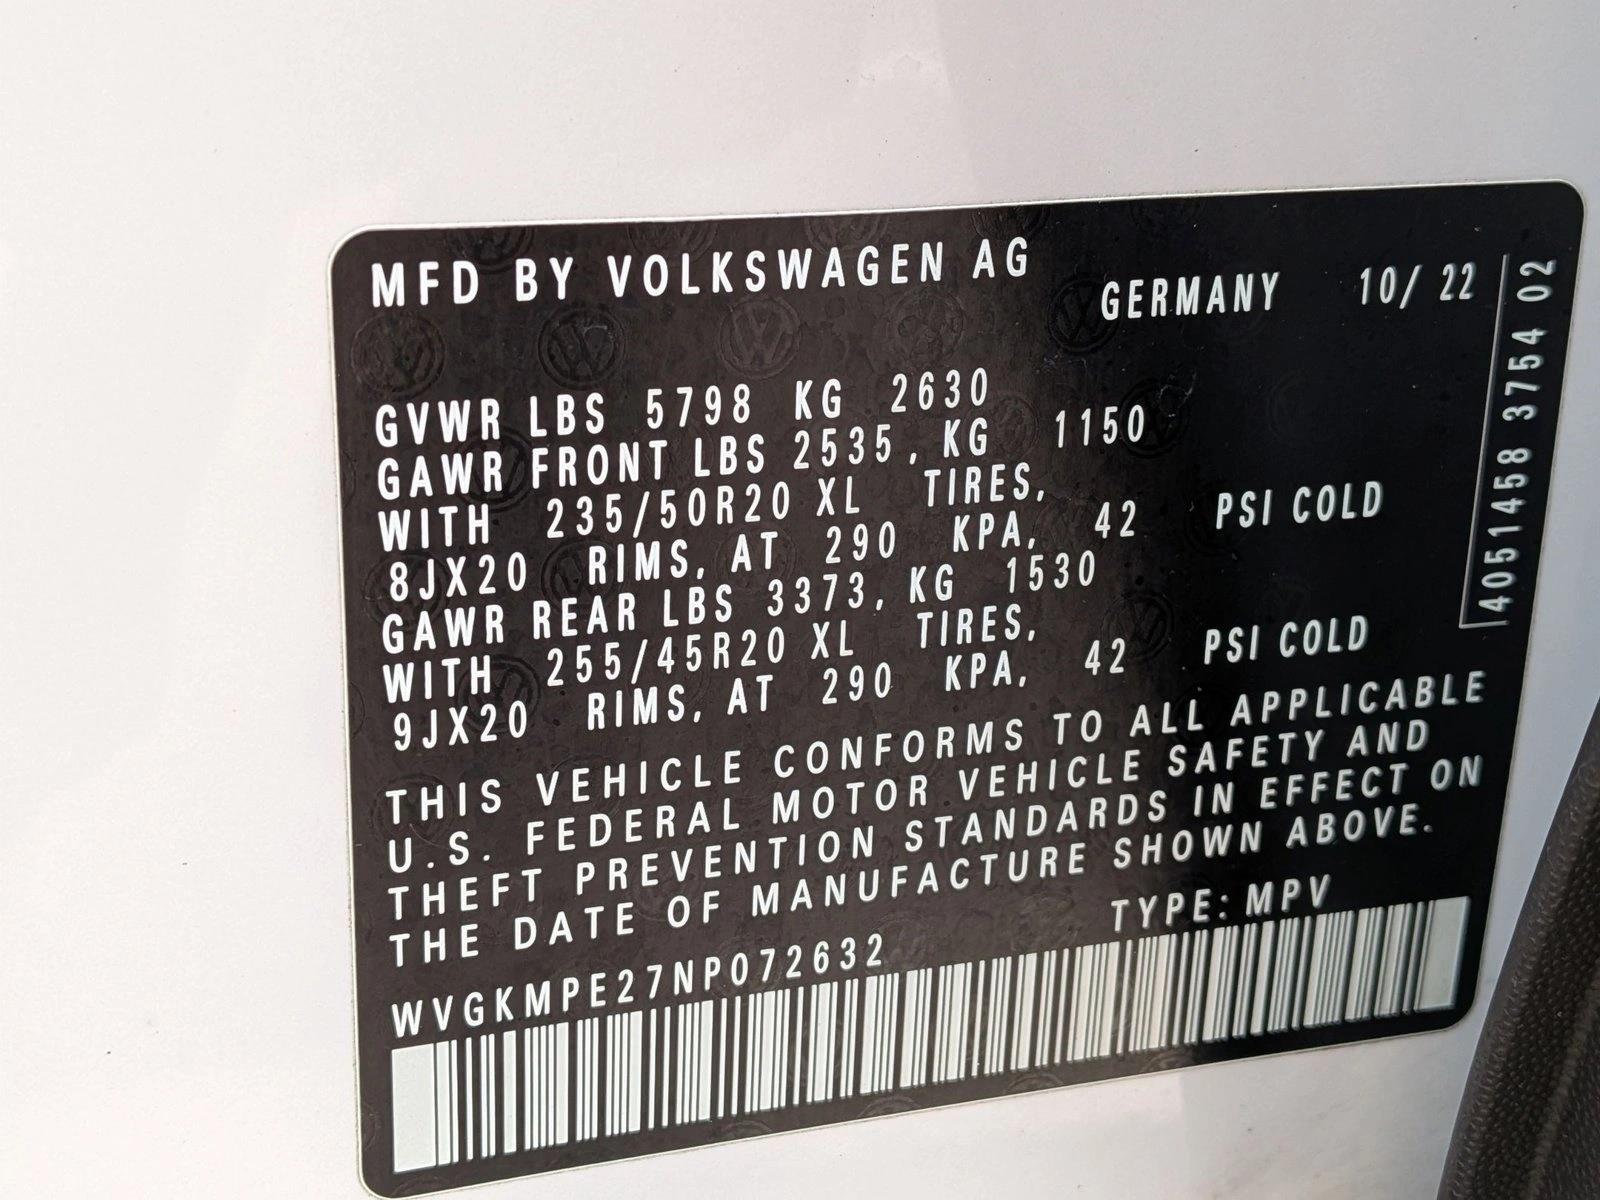 MFD BY VOLKSWAGEN AG
GERMANY 10/ 22
GVWR LBS 5798 KG 2630
GAWR FRONT LBS 2535, KG 1150
WITH 235/50R20 XL TIRES,
8JX20 RIMS, AT 290 KPA, 42 PSI COLD
GAWR REAR LBS 3373, KG 1530
WITH 255/45R20 XL TIRES,
9JX20 RIMS, AT 290 KPA, 42 PSI COLD
THIS VEHICLE CONFORMS TO ALL APPLICABLE
U.S. FEDERAL MOTOR VEHICLE SAFETY AND
THEFT PREVENTION STANDARDS IN EFFECT ON
THE DATE OF MANUFACTURE SHOWN ABOVE.
TYPE: MPV
WVGKMPE27NP072632
4051458 3754 02